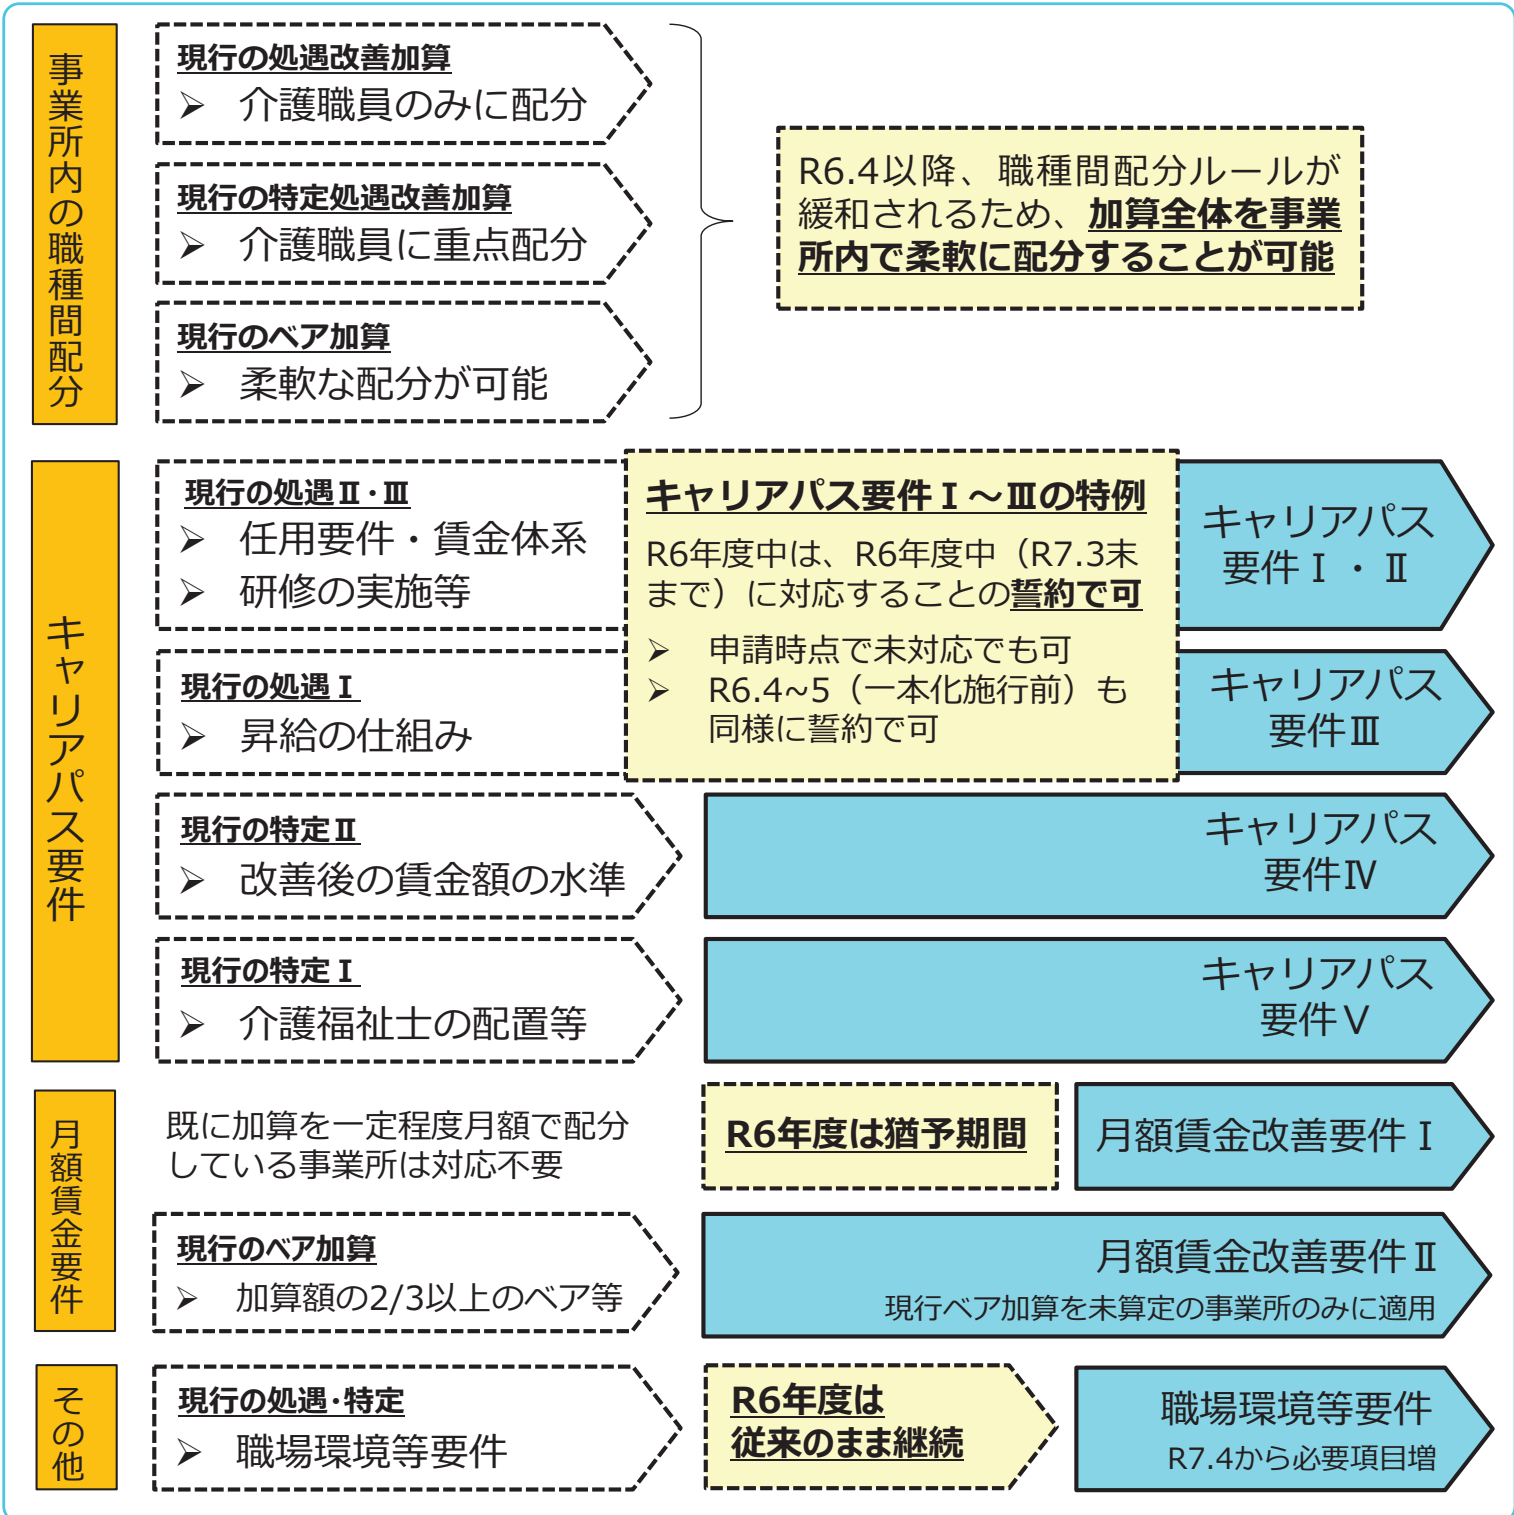 事業所内の職種間配分
現行の処遇改善加算
➢ 介護職員のみに配分
現行の特定処遇改善加算
➢ 介護職員に重点配分
現行のベア加算
➢ 柔軟な配分が可能
R6.4以降、職種間配分ルールが
緩和されるため、加算全体を事業
所内で柔軟に配分することが可能
キャリアパス要件
現行の処遇Ⅱ・Ⅲ
➢ 任用要件・賃金体系
➢ 研修の実施等
キャリアパス要件Ⅰ～Ⅲの特例
R6年度中は、R6年度中（R7.3末
まで）に対応することの誓約で可
➢ 申請時点で未対応でも可
➢ R6.4~5（一本化施行前）も
同様に誓約で可
キャリアパス
要件Ⅰ・Ⅱ
現行の処遇Ⅰ
➢ 昇給の仕組み
キャリアパス
要件Ⅲ
現行の特定Ⅱ
➢ 改善後の賃金額の水準
キャリアパス
要件Ⅳ
現行の特定Ⅰ
➢ 介護福祉士の配置等
キャリアパス
要件Ⅴ
月額賃金要件
既に加算を一定程度月額で配分
している事業所は対応不要
R6年度は猶予期間
月額賃金改善要件Ⅰ
現行のベア加算
➢ 加算額の2/3以上のベア等
月額賃金改善要件Ⅱ
現行ベア加算を未算定の事業所のみに適用
その他
現行の処遇・特定
➢ 職場環境等要件
R6年度は
従来のまま継続
職場環境等要件
R7.4から必要項目増